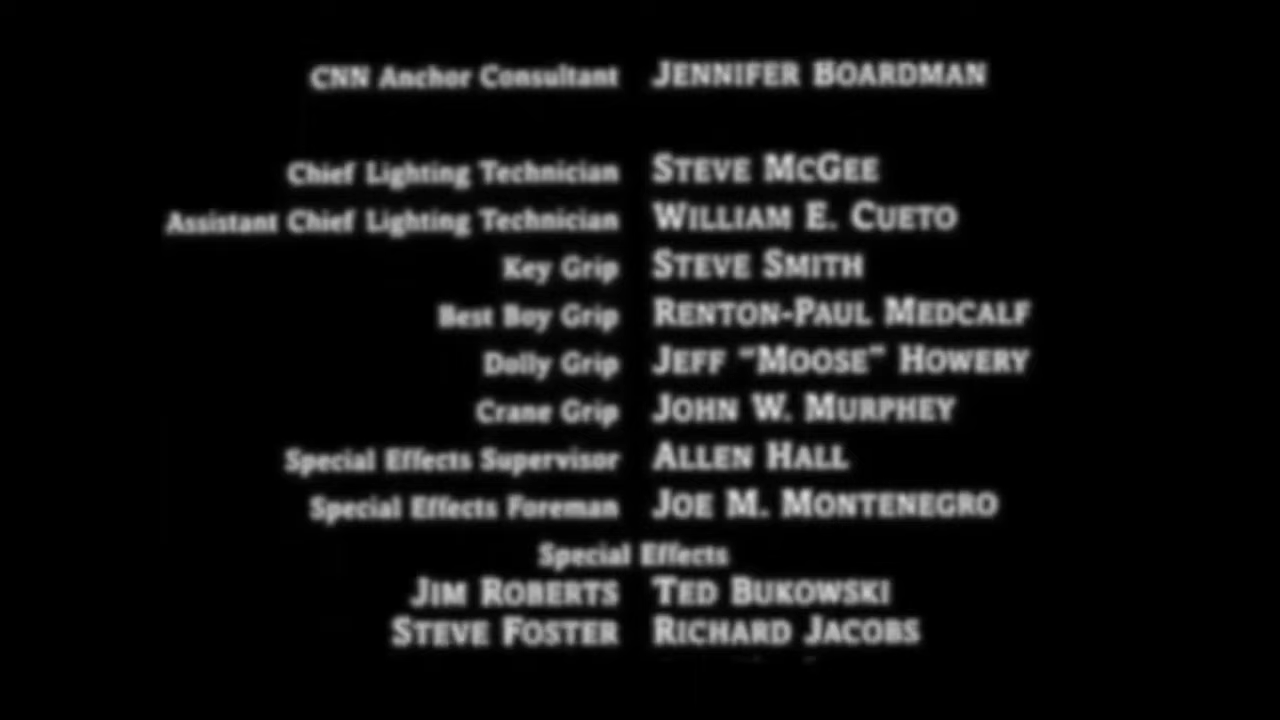 CNN Anchor Consultant JENNIFER BOARDMAN
Chief Lighting Technician STEVE MCGEE
Assistant Chief Lighting Technician WILLIAM E. CUETO
Key Grip STEVE SMITH
Best Boy Grip RENTON-PAUL MEDCALF
Dolly Grip JEFF “MOOSE” HOWERY
Crane Grip JOHN W. MURPHEY
Special Effects Supervisor ALLEN HALL
Special Effects Foreman JOE M. MONTENEGRO
Special Effects
JIM ROBERTS TED BUKOWSKI
STEVE FOSTER RICHARD JACOBS